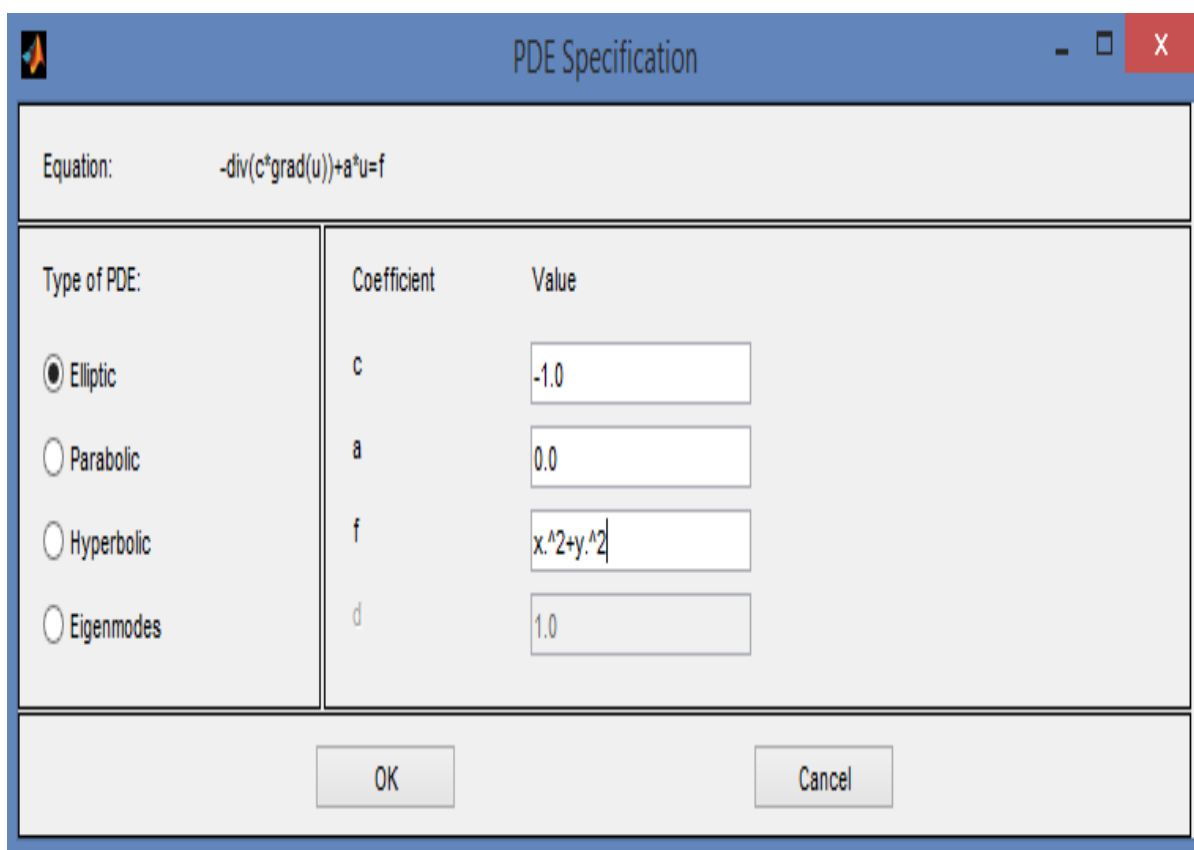 PDE Specification
Equation: -div(c*grad(u))+a*u=f
Type of PDE:
Elliptic
Parabolic
Hyperbolic
Eigenmodes
Coefficient Value
c -1.0
a 0.0
f x.^2+y.^2
d 1.0
OK Cancel